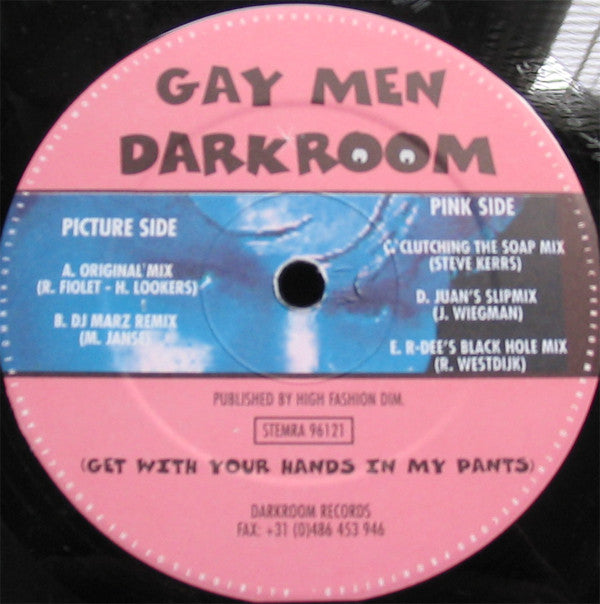 GAY MEN
DARKROOM
PICTURE SIDE
A. ORIGINAL MIX
(R. FIOLET - H. LOOKERS)
B. DJ MARZ REMIX
(M. JANSE)
PINK SIDE
C. CLUTCHING THE SOAP MIX
(STEVE KERRS)
D. JUAN'S SLIPMIX
(J. WIEGMAN)
E. R-DEE'S BLACK HOLE MIX
(R. WESTDIJK)
PUBLISHED BY HIGH FASHION DIM.
STEMRA 96121
(GET WITH YOUR HANDS IN MY PANTS)
DARKROOM RECORDS
FAX: +31 (0)486 453 946